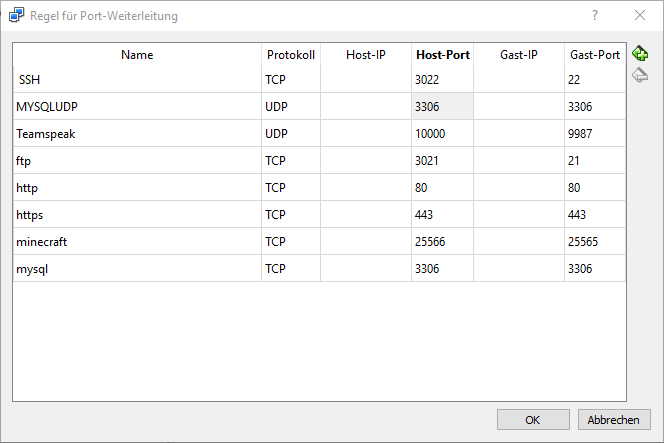 Regel für Port-Weiterleitung
Name Protokoll Host-IP Host-Port Gast-IP Gast-Port
SSH TCP 3022 22
MYSQLUDP UDP 3306 3306
Teamspeak UDP 10000 9987
ftp TCP 3021 21
http TCP 80 80
https TCP 443 443
minecraft TCP 25566 25565
mysql TCP 3306 3306
OK Abbrechen